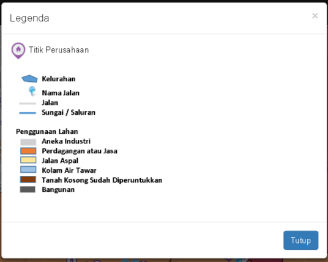 Legenda
×
Titik Perusahaan
Kelurahan
Nama Jalan
Jalan
Sungai / Saluran
Penggunaan Lahan
Aneka Industri
Perdagangan atau Jasa
Jalan Aspal
Kolam Air Tawar
Tanah Kosong Sudah Diperuntukkan
Bangunan
Tutup